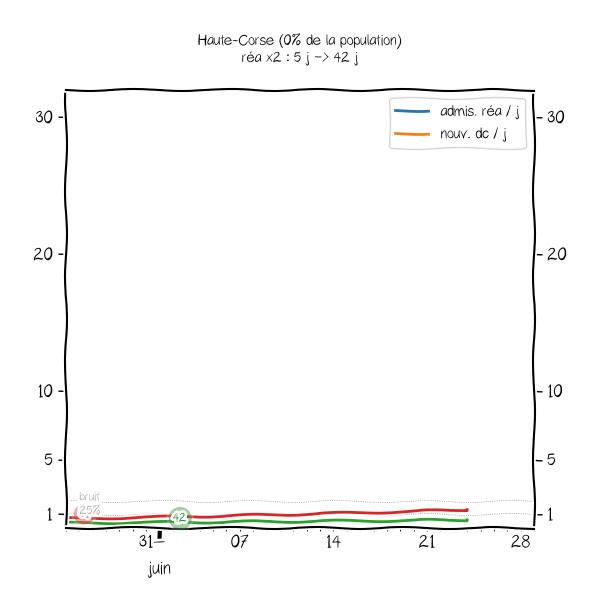 Haute-Corse (0% de la population)
réa x2 : 5 j -> 42 j
admis. réa / j
nouv. dc / j
30
30
20
20
10
10
5
5
bruit
25%
42
1
1
31
07
14
21
28
juin